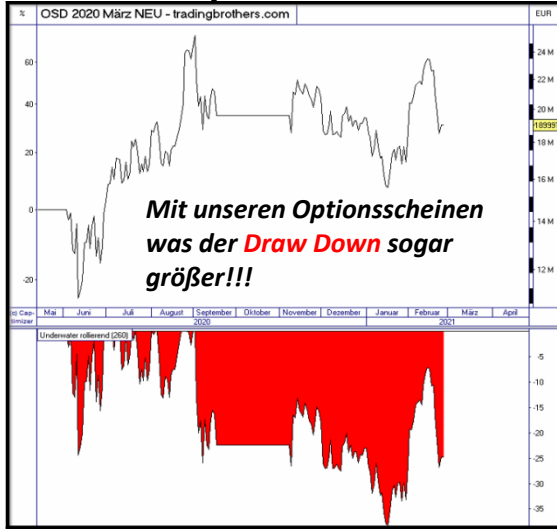 % OSD 2020 März NEU - tradingbrothers.com EUR
60
40
20
0
-20
24 M
22 M
20 M
18 M
16 M
14 M
12 M
Mit unseren Optionsscheinen
was der Draw Down sogar
größer!!!
(c) Cap-
timizer
Mai Juni Juli August September Oktober November Dezember Januar Februar März April
2020 2021
Underwater rollierend (260)
-5
-10
-15
-20
-25
-30
-35